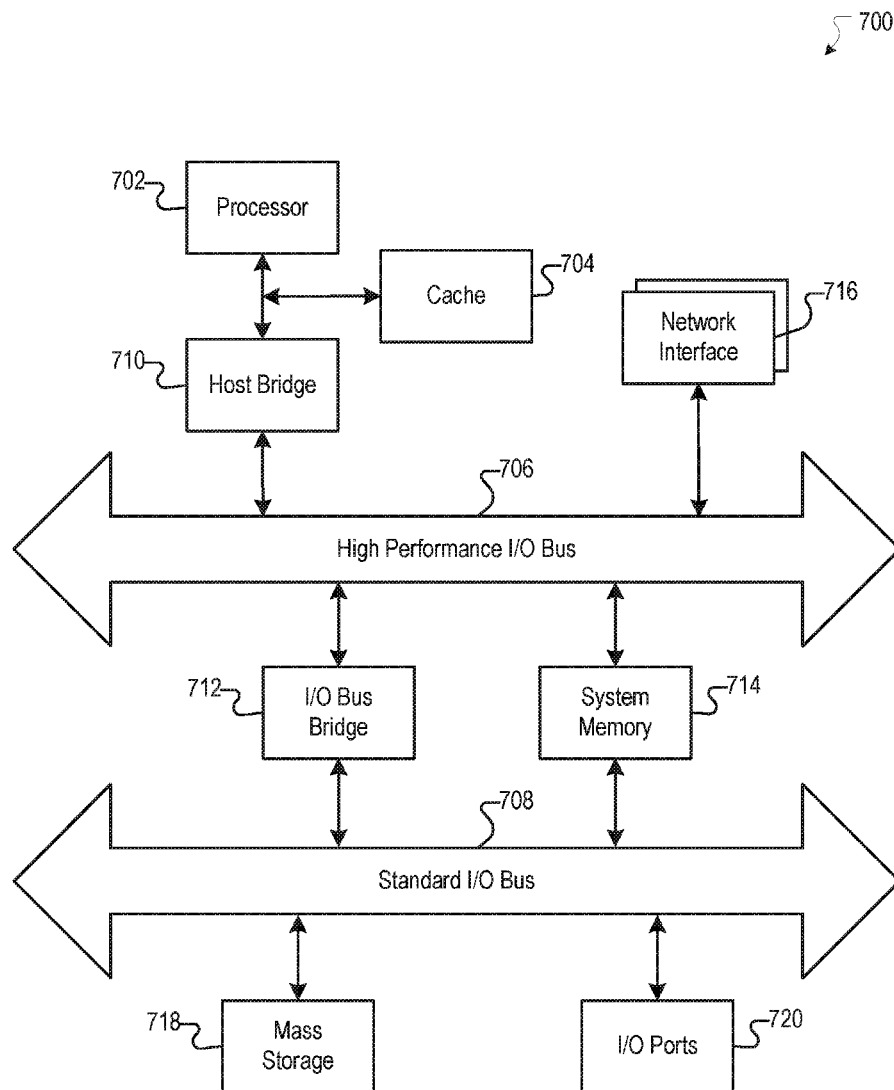 700
702
Processor
704
Cache
716
Network
Interface
710
Host Bridge
706
High Performance I/O Bus
712
I/O Bus
Bridge
System
Memory
714
708
Standard I/O Bus
718
Mass
Storage
I/O Ports
720